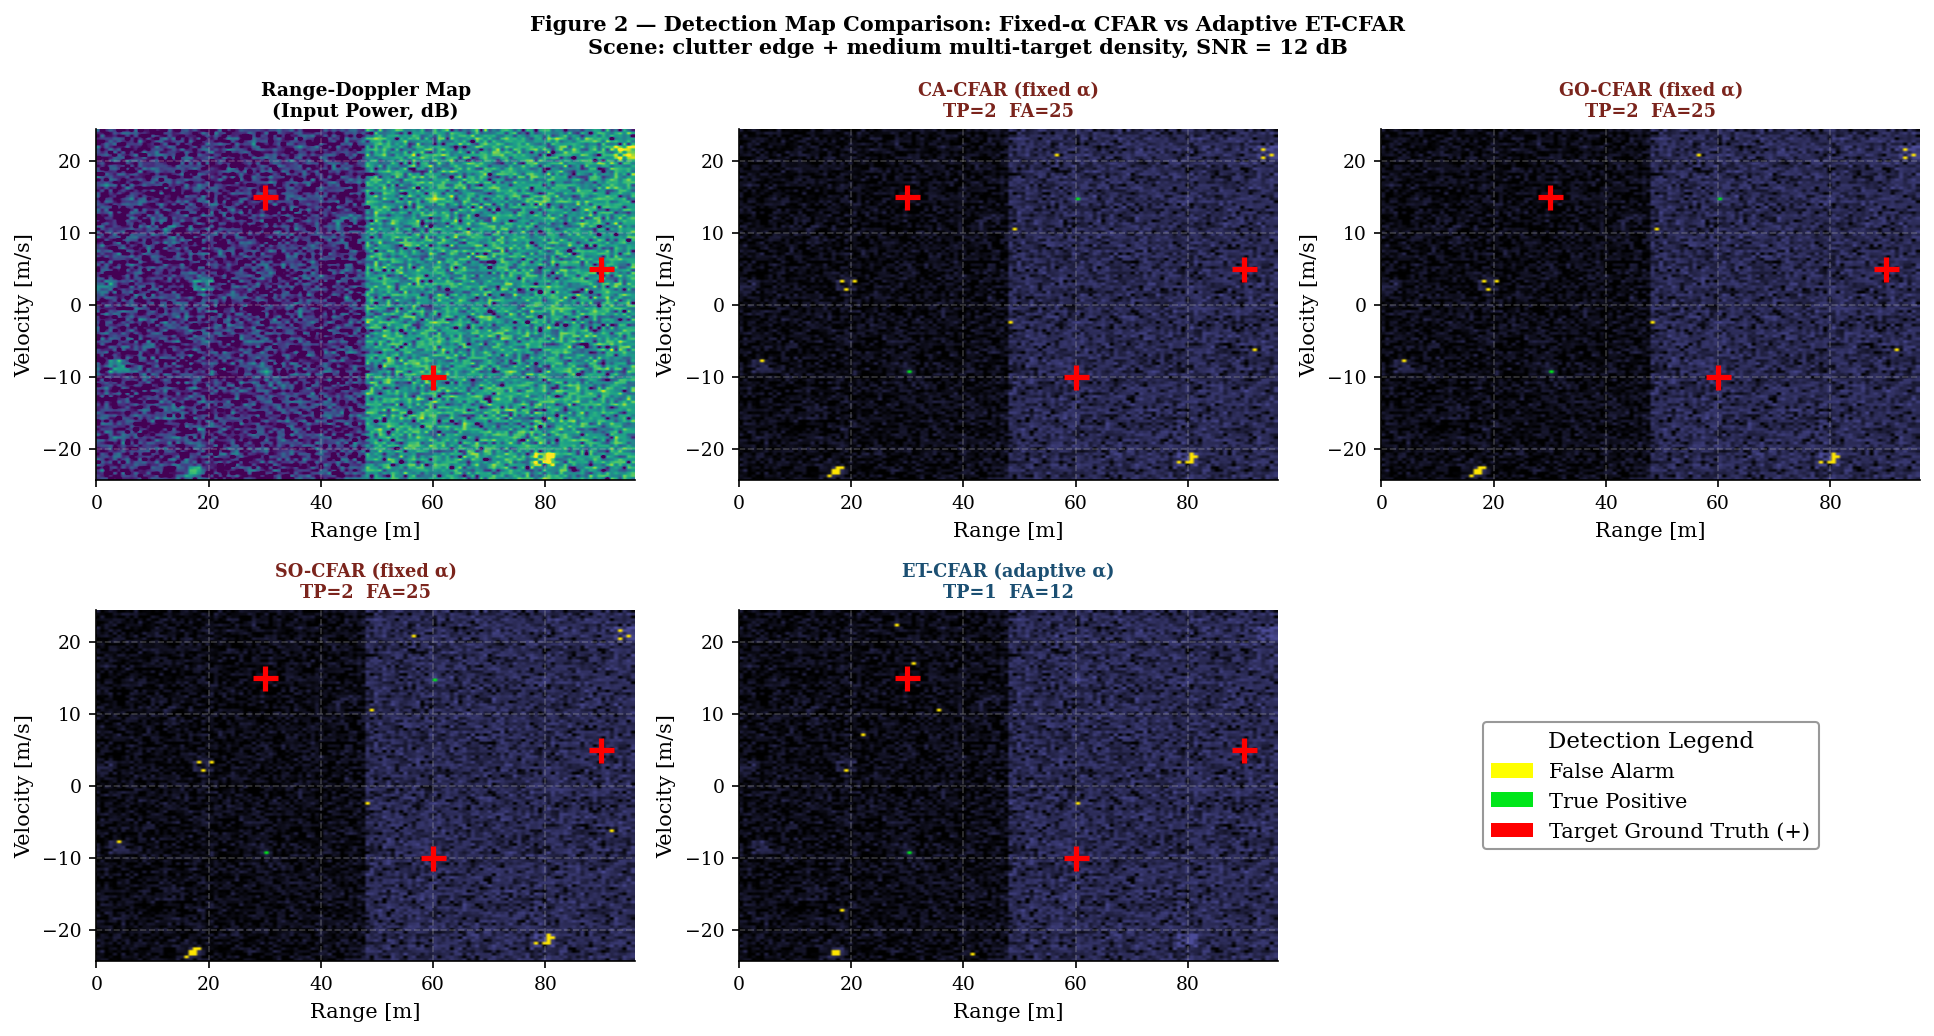 Figure 2 — Detection Map Comparison: Fixed-α CFAR vs Adaptive ET-CFAR
Scene: clutter edge + medium multi-target density, SNR = 12 dB
Range-Doppler Map
(Input Power, dB)
Velocity [m/s]
20
10
0
−10
−20
0 20 40 60 80
Range [m]
CA-CFAR (fixed α)
TP=2 FA=25
Velocity [m/s]
20
10
0
−10
−20
0 20 40 60 80
Range [m]
GO-CFAR (fixed α)
TP=2 FA=25
Velocity [m/s]
20
10
0
−10
−20
0 20 40 60 80
Range [m]
SO-CFAR (fixed α)
TP=2 FA=25
Velocity [m/s]
20
10
0
−10
−20
0 20 40 60 80
Range [m]
ET-CFAR (adaptive α)
TP=1 FA=12
Velocity [m/s]
20
10
0
−10
−20
0 20 40 60 80
Range [m]
Detection Legend
False Alarm
True Positive
Target Ground Truth (+)